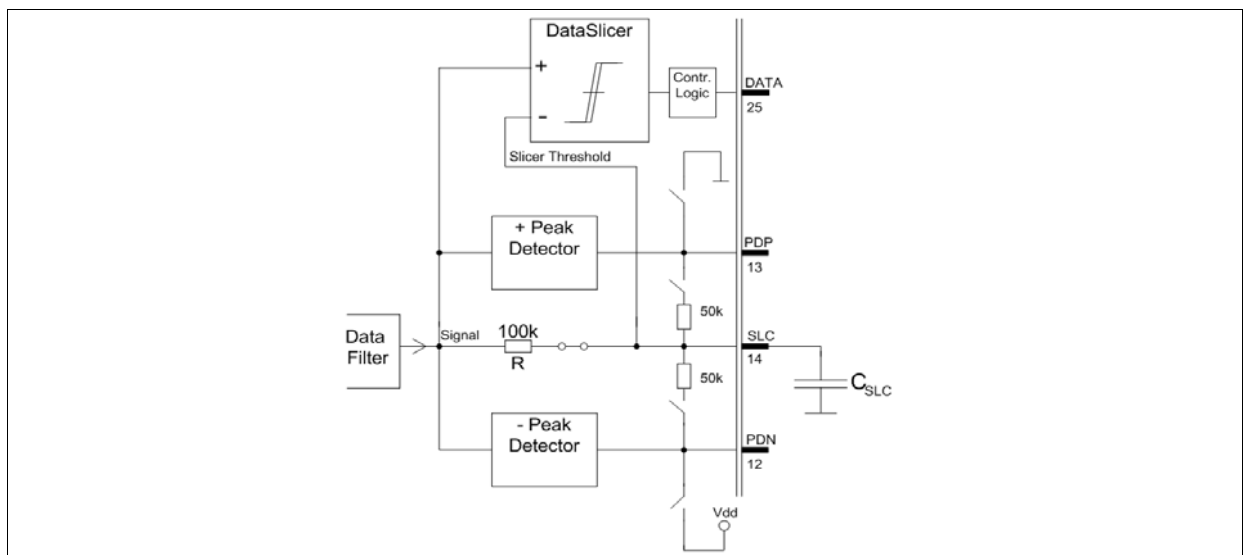 DataSlicer
+
-
Contr.
Logic
DATA
25
Slicer Threshold
+ Peak
Detector
PDP
13
50k
Data
Filter
Signal
100k
R
SLC
14
50k
CSLC
- Peak
Detector
PDN
12
Vdd